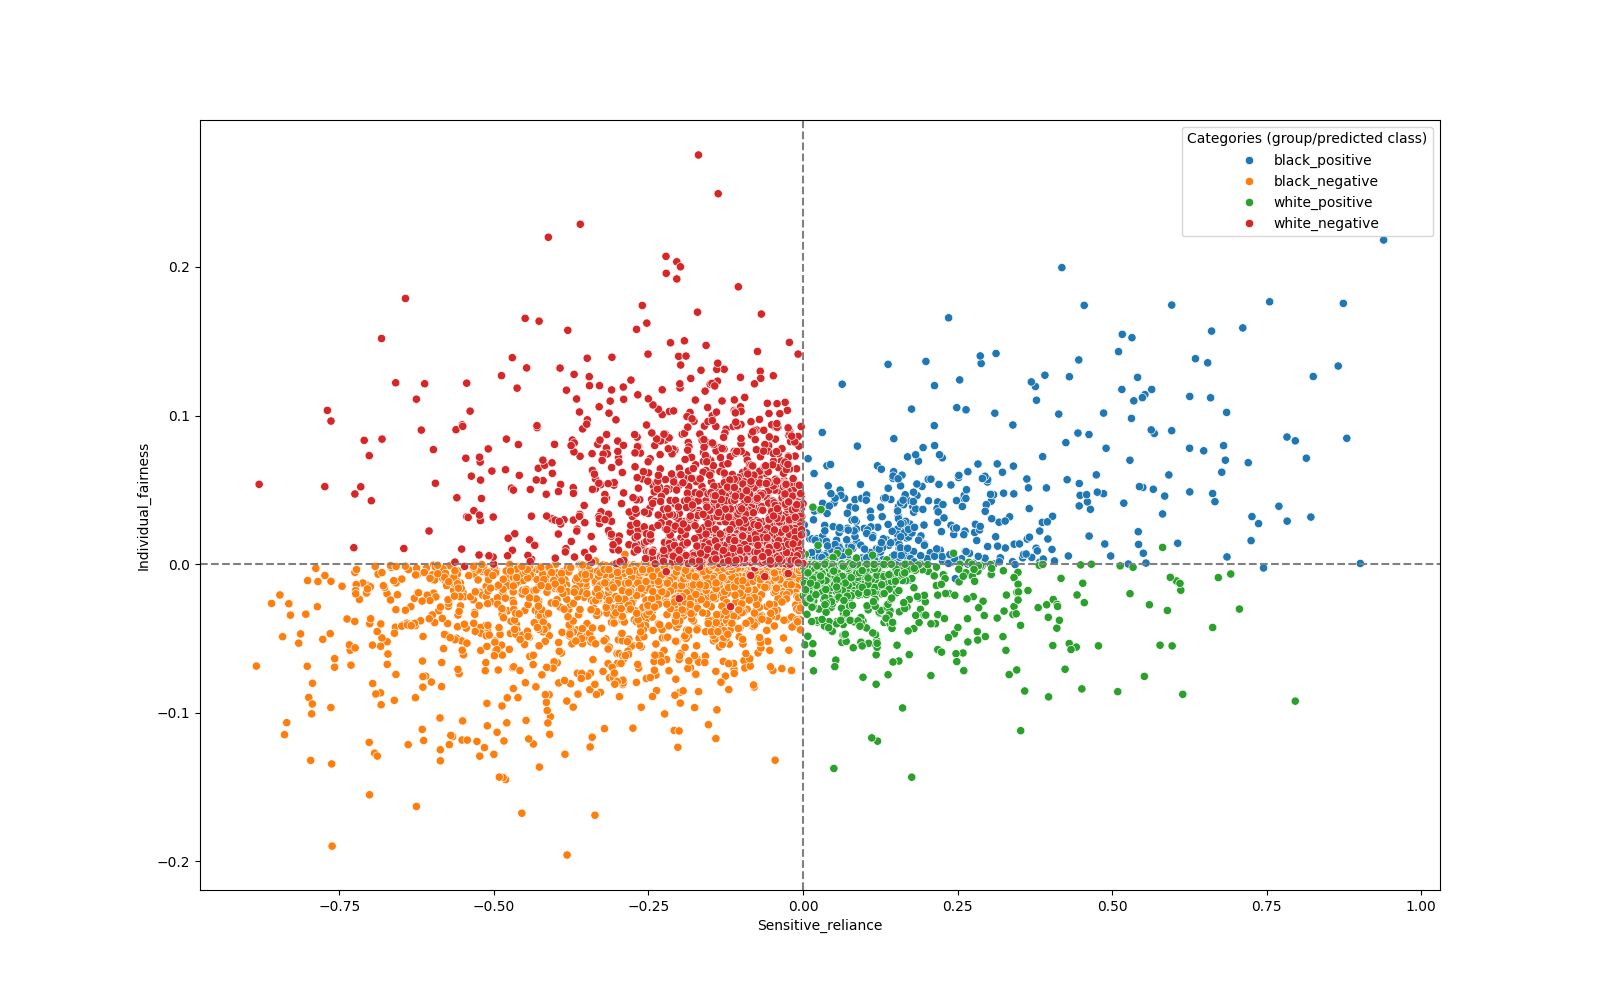 Categories (group/predicted class)
black_positive
black_negative
white_positive
white_negative
Individual_fairness
0.2
0.1
0.0
−0.1
−0.2
−0.75
−0.50
−0.25
0.00
0.25
0.50
0.75
1.00
Sensitive_reliance